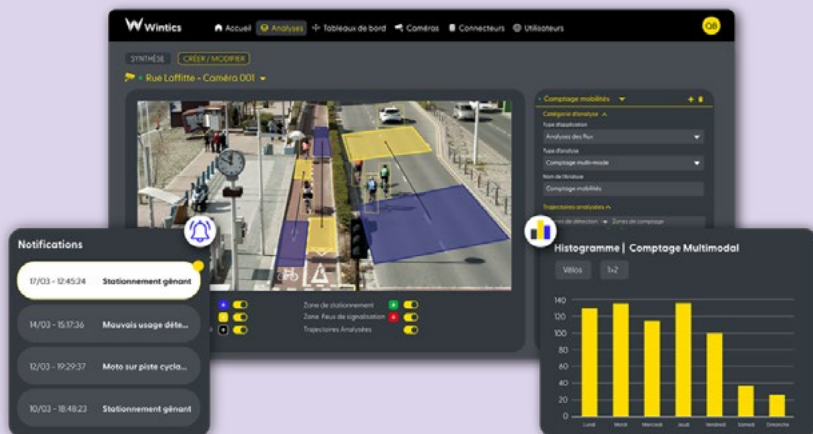 Wintics
Accueil Analyses Tableaux de bord Caméras Connecteurs Utilisateurs
QB
SYNTHÈSE CRÉER / MODIFIER
Rue Laffitte - Caméra 001
Comptage mobilités
Catégorie d'analyse
Type d'application
Analyses des flux
Type d'analyse
Comptage multi-mode
Nom de l'Analyse
Comptage mobilités
Trajectoires analysées
Zones de comptage
Zone de stationnement
Zone Feux de signalisation
Trajectoires Analysées
Notifications
17/03 - 12:45:24 Stationnement gênant
14/03 - 15:17:36 Mauvais usage déte...
12/03 - 19:29:37 Moto sur piste cycla...
10/03 - 18:48:23 Stationnement gênant
Histogramme | Comptage Multimodal
Vélos 1>2
140
120
100
80
60
40
20
0
Lundi Mardi Mercredi Jeudi Vendredi Samedi Dimanche